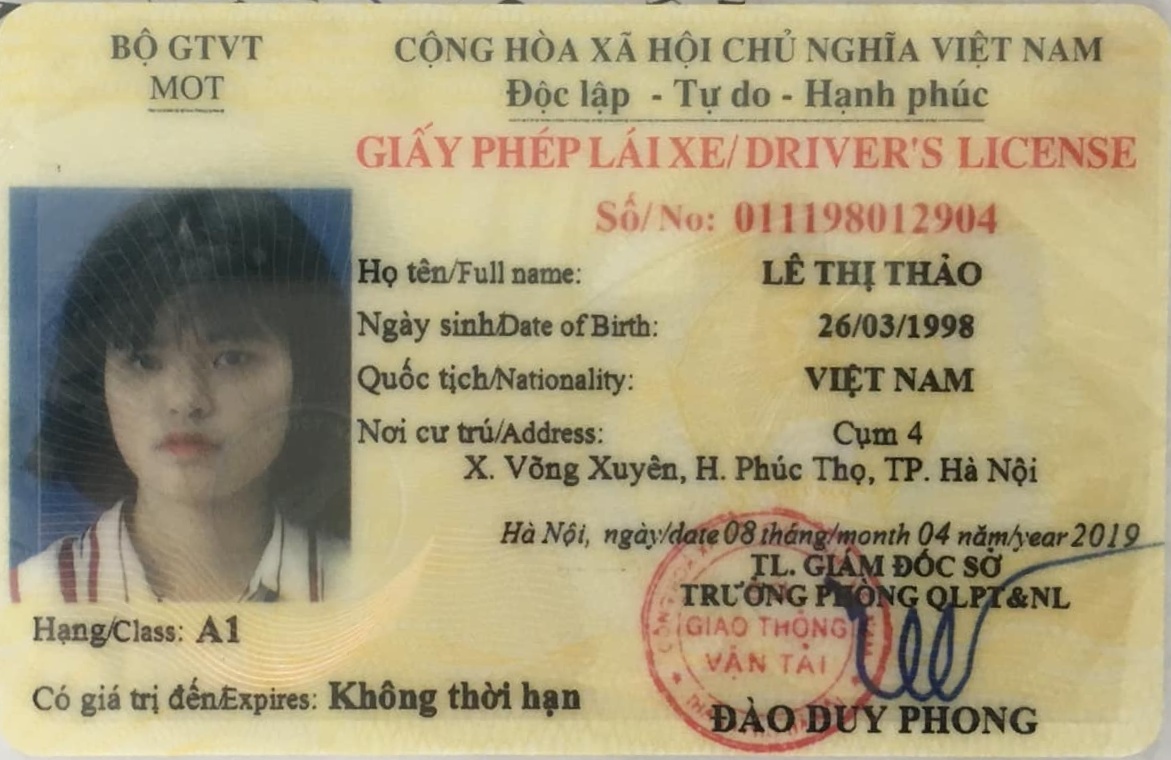 BỘ GTVT
MOT
CỘNG HÒA XÃ HỘI CHỦ NGHĨA VIỆT NAM
Độc lập - Tự do - Hạnh phúc
GIẤY PHÉP LÁI XE/ DRIVER'S LICENSE
Số/ No: 011198012904
Họ tên/Full name: LÊ THỊ THẢO
Ngày sinh/Date of Birth: 26/03/1998
Quốc tịch/Nationality: VIỆT NAM
Nơi cư trú/Address: Cụm 4
X. Võng Xuyên, H. Phúc Thọ, TP. Hà Nội
Hà Nội, ngày/date 08 tháng/month 04 năm/year 2019
TL. GIÁM ĐỐC SỞ
TRƯỞNG PHÒNG QLPT&NL
GIAO THÔNG
VẬN TẢI
ĐÀO DUY PHONG
Hạng/Class: A1
Có giá trị đến/Expires: Không thời hạn